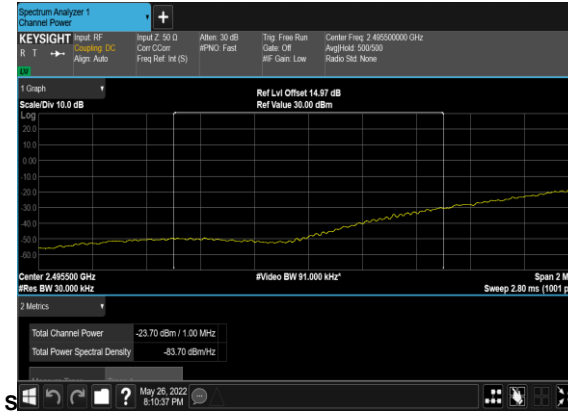 Spectrum Analyzer 1
Channel Power
+
KEYSIGHT Input: RF Input Z: 50 Ω Atten: 30 dB Trig: Free Run Center Freq: 2.495500000 GHz
R T Coupling: DC Corr CCorr #PNO: Fast Gate: Off Avg|Hold: 500/500
Align: Auto Freq Ref: Int (S) #IF Gain: Low Radio Std: None
1 Graph Ref Lvl Offset 14.97 dB
Scale/Div 10.0 dB Ref Value 30.00 dBm
Log
20.0
10.0
0.00
-10.0
-20.0
-30.0
-40.0
-50.0
-60.0
Center 2.495500 GHz #Video BW 91.000 kHz* Span 2 M
#Res BW 30.000 kHz Sweep 2.80 ms (1001 p
2 Metrics
Total Channel Power -23.70 dBm / 1.00 MHz
Total Power Spectral Density -83.70 dBm/Hz
S
? May 26, 2022
8:10:37 PM